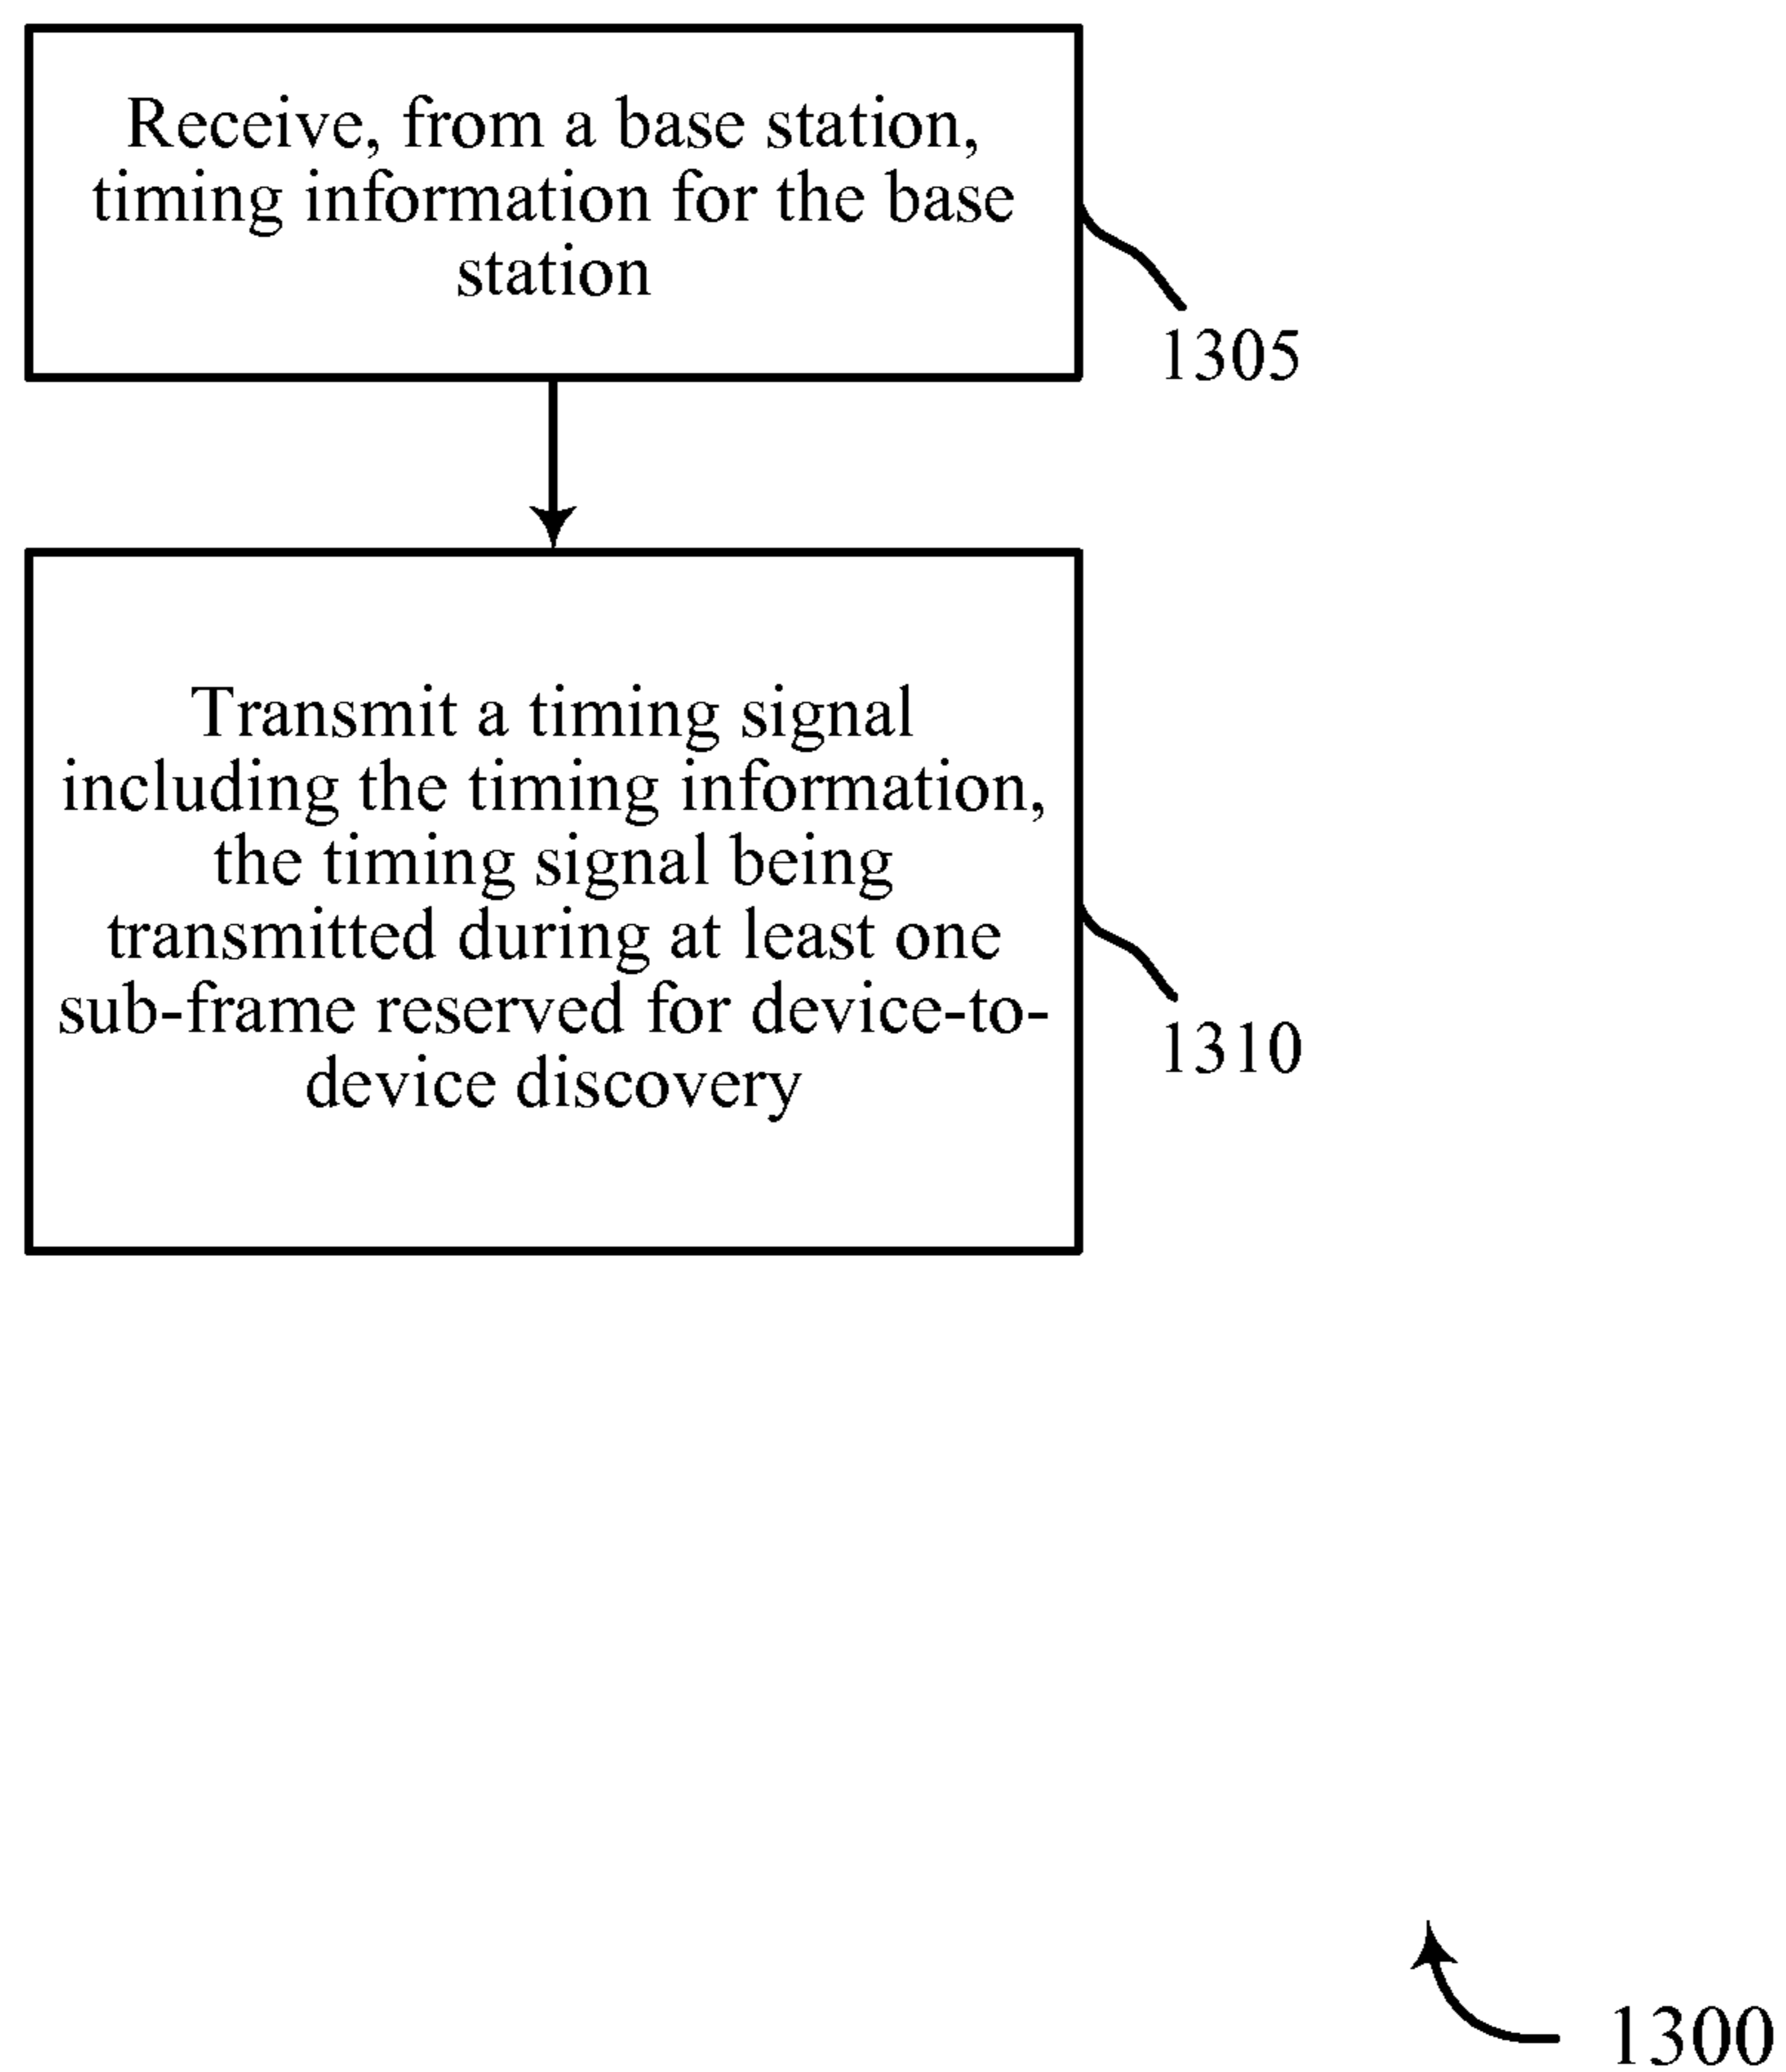 Receive, from a base station,
timing information for the base
station
1305
Transmit a timing signal
including the timing information,
the timing signal being
transmitted during at least one
sub-frame reserved for device-to-
device discovery
1310
1300